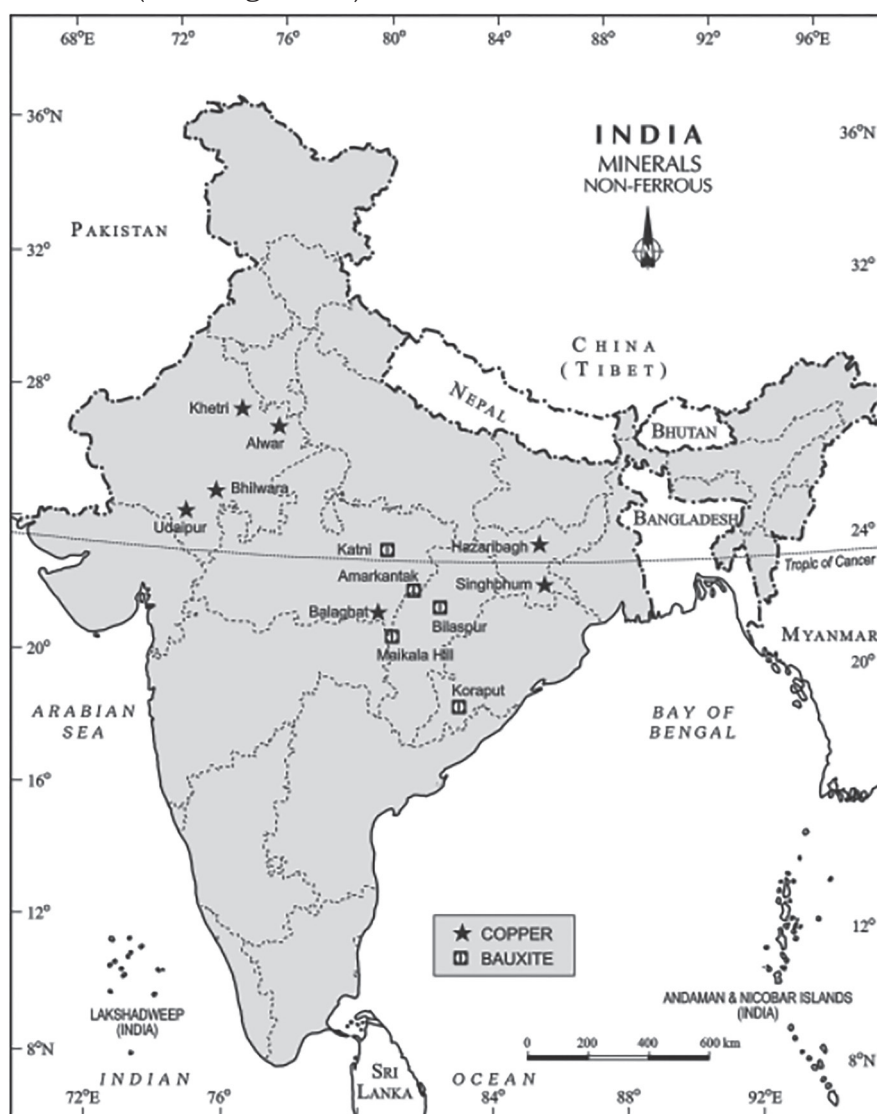 68°E 72° 76° 80° 84° 88° 92° 96°E
36°N
36°N
INDIA
MINERALS
NON-FERROUS
N
PAKISTAN
32°
32°
CHINA
(TIBET)
28°
NEPAL
Khetri
BHUTAN
Alwar
Bhilwara
Udaipur
BANGLADESH
24°
Katni
Hazaribagh
Tropic of Cancer
Amarkantak
Singhbhum
Balaghat
Bilaspur
Maikala Hill
MYANMAR
20°
20°
Koraput
ARABIAN
SEA
BAY OF
BENGAL
16°
12°
12°
COPPER
BAUXITE
LAKSHADWEEP
(INDIA)
ANDAMAN & NICOBAR ISLANDS
(INDIA)
0 200 400 600 km
8°N
8°N
SRI
LANKA
INDIAN
OCEAN
72°E 76° 84° 88° 92°E